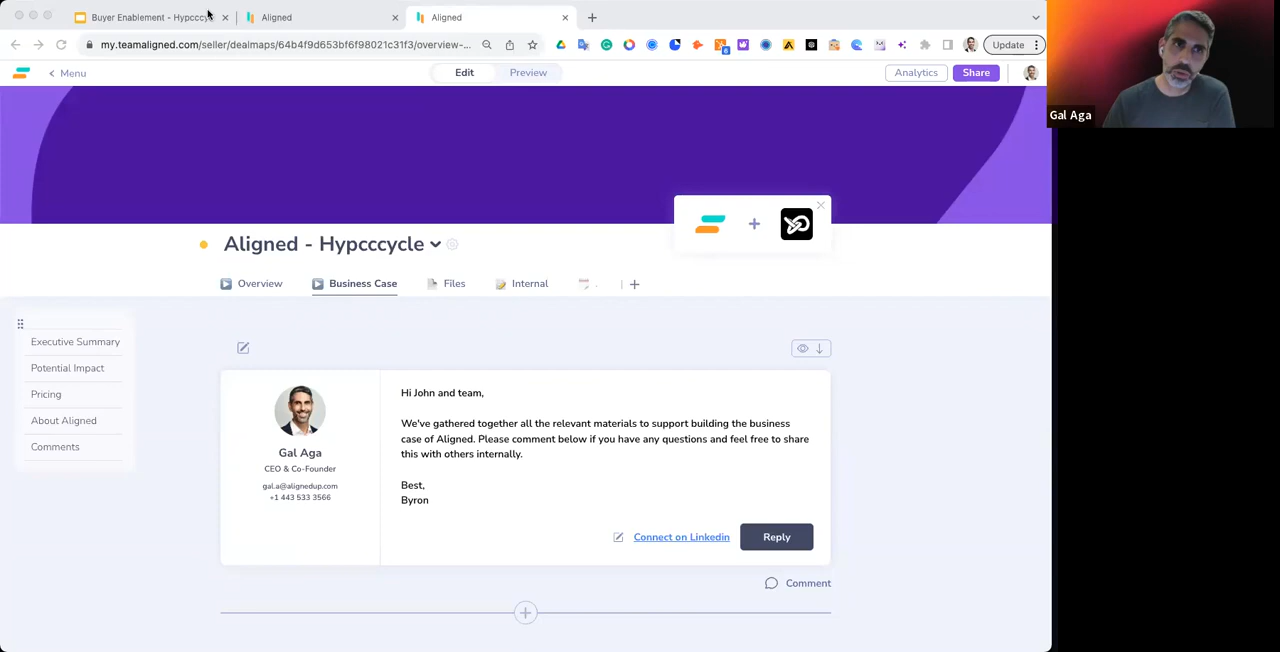 Buyer Enablement - Hypcccyc
Aligned
Aligned
my.teamaligned.com/seller/dealmaps/64b4f9d653bf6f98021c31f3/overview-...
Update
Menu
Edit
Preview
Analytics
Share
Gal Aga
Aligned - Hypcccycle
Overview
Business Case
Files
Internal
Executive Summary
Potential Impact
Pricing
About Aligned
Comments
Gal Aga
CEO & Co-Founder
gal.a@alignedup.com
+1 443 533 3566
Hi John and team,
We've gathered together all the relevant materials to support building the business
case of Aligned. Please comment below if you have any questions and feel free to share
this with others internally.
Best,
Byron
Connect on Linkedin
Reply
Comment